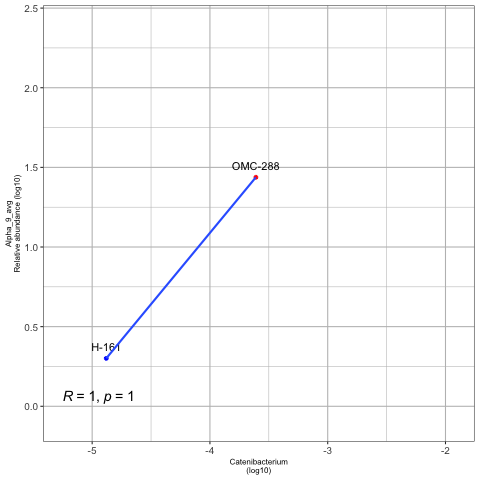 2.5
2.0
1.5
1.0
0.5
0.0
Alpha_9_avg
Relative abundance (log10)
OMC-288
H-161
R = 1, p = 1
-5 -4 -3 -2
Catenibacterium
(log10)